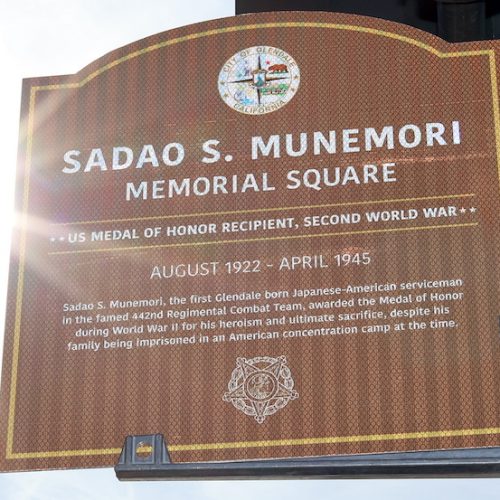 CITY OF GLENDALE
CALIFORNIA
SADAO S. MUNEMORI
MEMORIAL SQUARE
★★US MEDAL OF HONOR RECIPIENT, SECOND WORLD WAR★★
AUGUST 1922 - APRIL 1945
Sadao S. Munemori, the first Glendale born Japanese-American serviceman
in the famed 442nd Regimental Combat Team, awarded the Medal of Honor
during World War II for his heroism and ultimate sacrifice, despite his
family being imprisoned in an American concentration camp at the time.